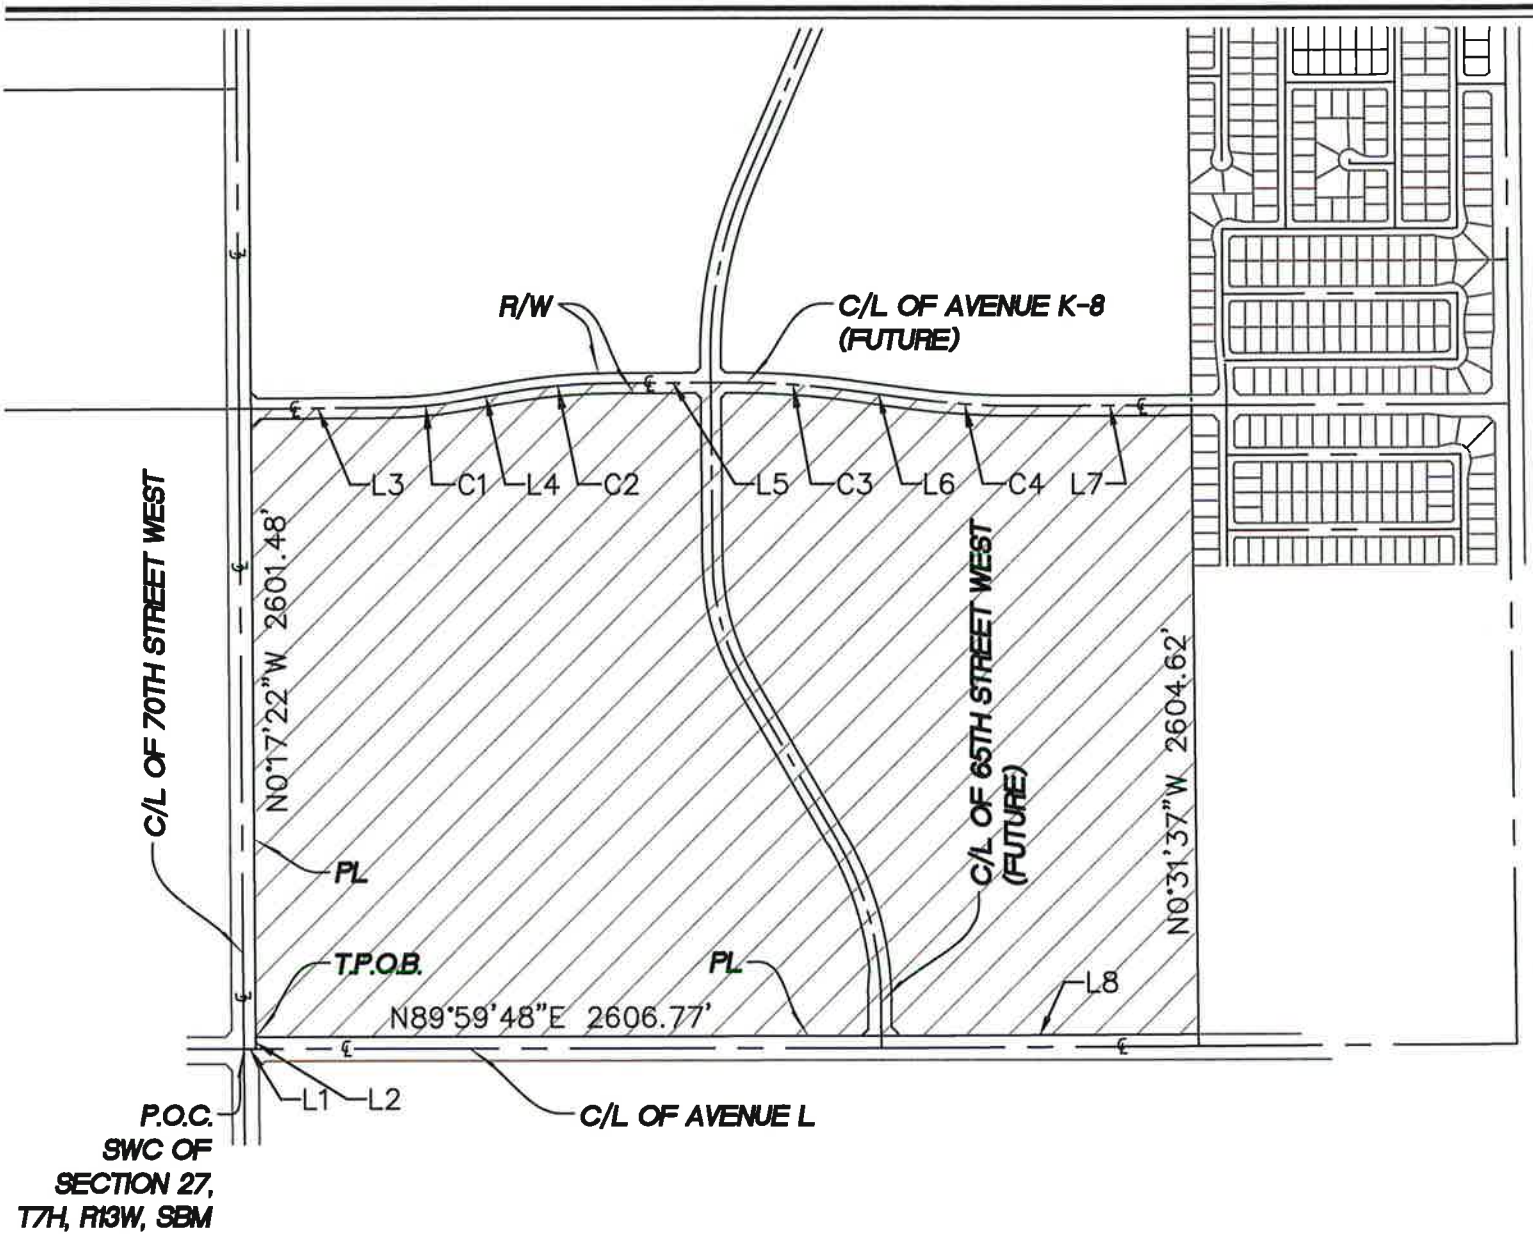 R/W
C/L OF AVENUE K-8
(FUTURE)
L3
C1
L4
C2
L5
C3
L6
C4
L7
C/L OF 70TH STREET WEST
N0°17'22"W 2601.48'
C/L OF 65TH STREET WEST
(FUTURE)
N0°31'37"W 2604.62'
PL
T.P.O.B.
PL
L8
N89°59'48"E 2606.77'
L1
L2
C/L OF AVENUE L
P.O.C.
SWC OF
SECTION 27,
T7H, R13W, SBM